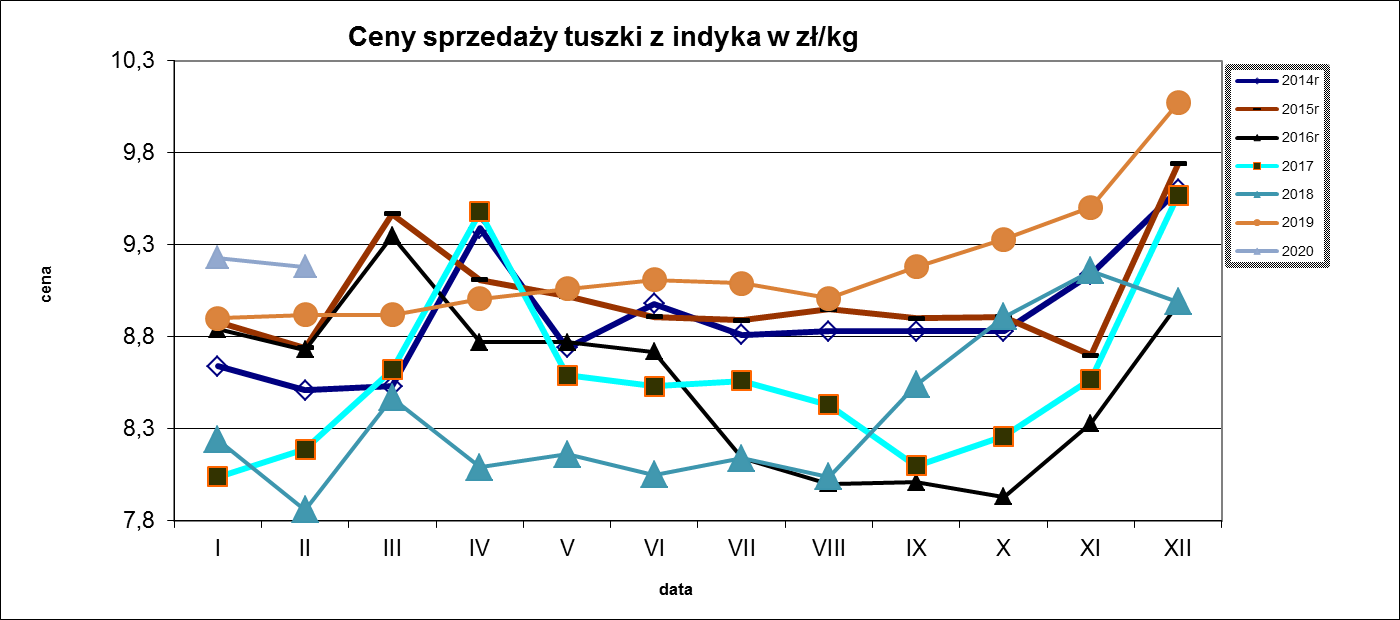 Ceny sprzedaży tuszki z indyka w zł/kg
10,3
9,8
9,3
8,8
8,3
7,8
cena
I II III IV V VI VII VIII IX X XI XII
data
2014r
2015r
2016r
2017
2018
2019
2020